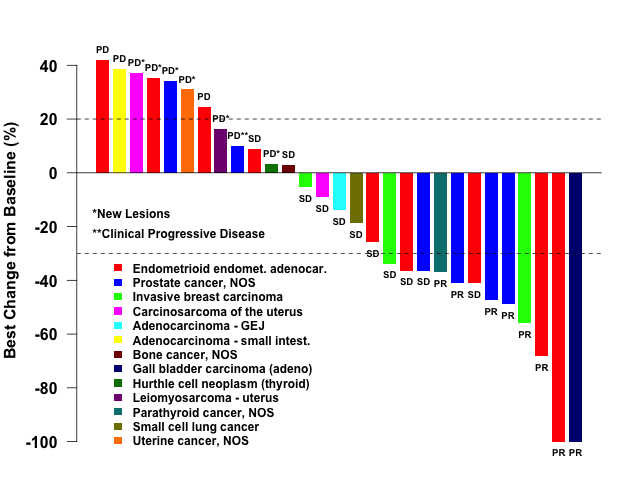 PD
PD
PD*
PD*
PD*
PD*
PD
PD*
PD**
SD
PD*
SD
40
20
0
-20
-40
-60
-80
-100
Best Change from Baseline (%)
SD
SD
SD
SD
SD
SD
SD
SD
PR
PR
SD
PR
PR
PR
PR
PR
PR
*New Lesions
**Clinical Progressive Disease
Endometrioid endomet. adenocar.
Prostate cancer, NOS
Invasive breast carcinoma
Carcinosarcoma of the uterus
Adenocarcinoma - GEJ
Adenocarcinoma - small intest.
Bone cancer, NOS
Gall bladder carcinoma (adeno)
Hurthle cell neoplasm (thyroid)
Leiomyosarcoma - uterus
Parathyroid cancer, NOS
Small cell lung cancer
Uterine cancer, NOS